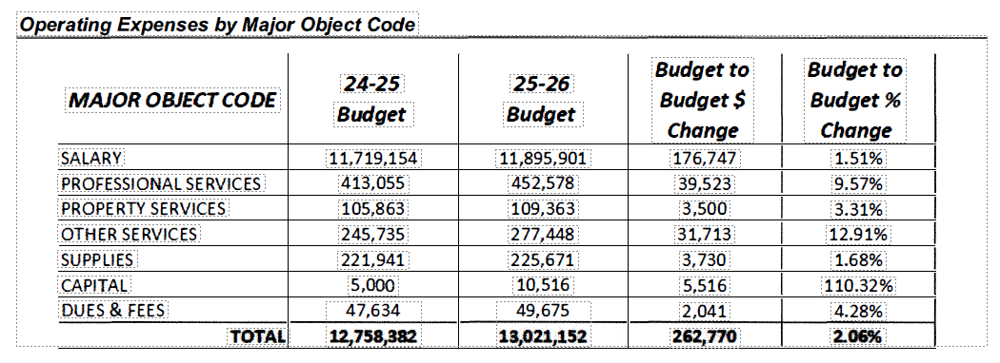 Operating Expenses by Major Object Code
MAJOR OBJECT CODE 24-25 Budget 25-26 Budget Budget to Budget $ Change Budget to Budget % Change
SALARY 11,719,154 11,895,901 176,747 1.51%
PROFESSIONAL SERVICES 413,055 452,578 39,523 9.57%
PROPERTY SERVICES 105,863 109,363 3,500 3.31%
OTHER SERVICES 245,735 277,448 31,713 12.91%
SUPPLIES 221,941 225,671 3,730 1.68%
CAPITAL 5,000 10,516 5,516 110.32%
DUES & FEES 47,634 49,675 2,041 4.28%
TOTAL 12,758,382 13,021,152 262,770 2.06%